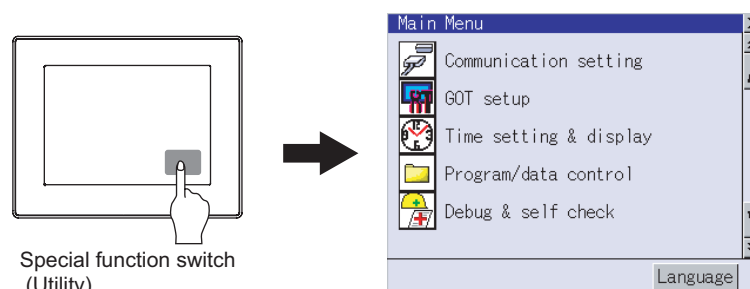 Special function switch
(Utility)
Main Menu
Communication setting
GOT setup
Time setting & display
Program/data control
Debug & self check
Language